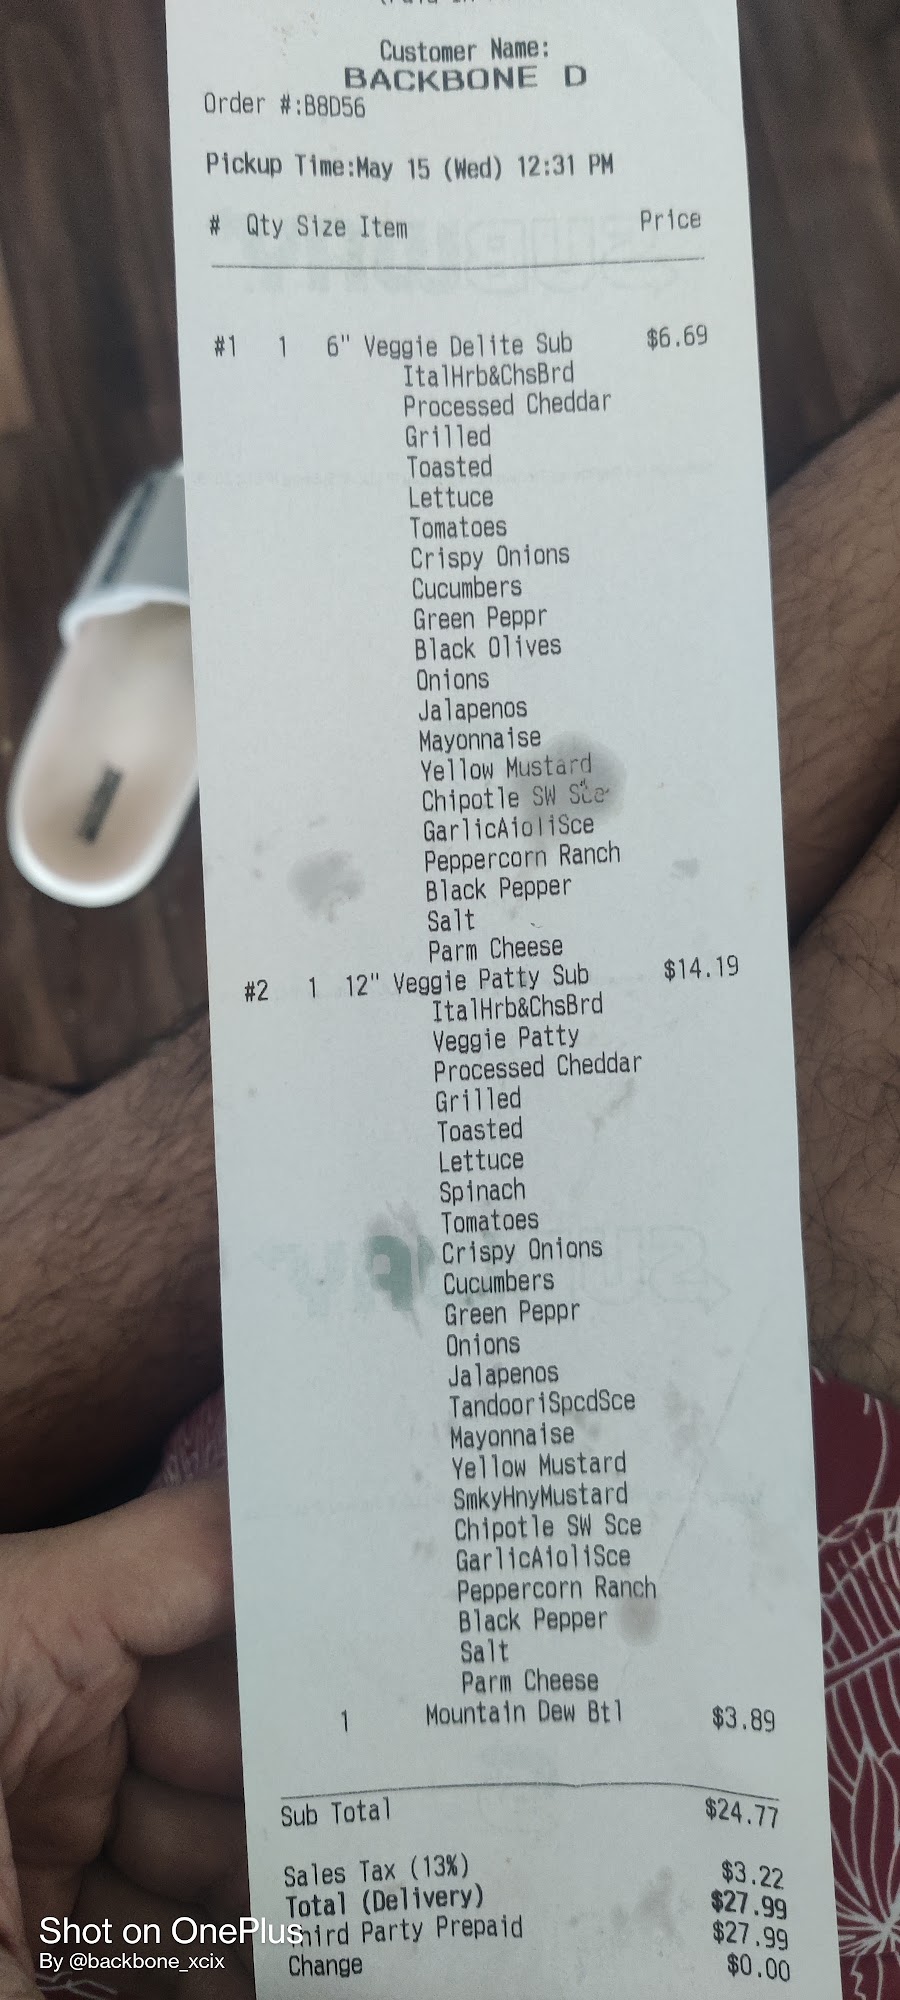 Customer Name:
BACKBONE D
Order #:B8D56
Pickup Time:May 15 (Wed) 12:31 PM
# Qty Size Item Price
#1 1 6" Veggie Delite Sub $6.69
ItalHrb&ChsBrd
Processed Cheddar
Grilled
Toasted
Lettuce
Tomatoes
Crispy Onions
Cucumbers
Green Peppr
Black Olives
Onions
Jalapenos
Mayonnaise
Yellow Mustard
Chipotle SW Sce
GarlicAioliSce
Peppercorn Ranch
Black Pepper
Salt
Parm Cheese
#2 1 12" Veggie Patty Sub $14.19
ItalHrb&ChsBrd
Veggie Patty
Processed Cheddar
Grilled
Toasted
Lettuce
Spinach
Tomatoes
Crispy Onions
Cucumbers
Green Peppr
Onions
Jalapenos
TandooriSpcdSce
Mayonnaise
Yellow Mustard
SmkyHnyMustard
Chipotle SW Sce
GarlicAioliSce
Peppercorn Ranch
Black Pepper
Salt
Parm Cheese
1 Mountain Dew Btl $3.89
Sub Total $24.77
Sales Tax (13%) $3.22
Total (Delivery) $27.99
Third Party Prepaid $27.99
Change $0.00
Shot on OnePlus
By @backbone_xcix